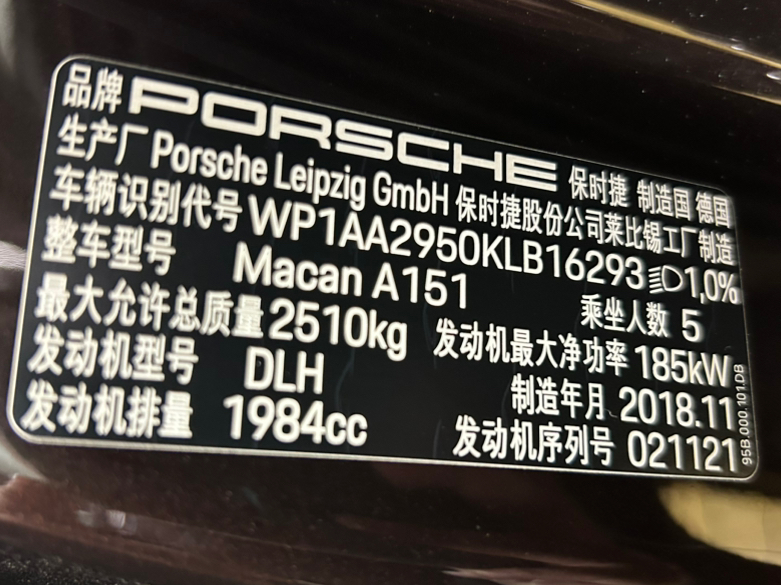 品牌 PORSCHE 保时捷 制造国 德国
生产厂 Porsche Leipzig GmbH 保时捷股份公司莱比锡工厂制造
车辆识别代号 WP1AA2950KLB16293 1,0%
整车型号 Macan A151 乘坐人数 5
最大允许总质量 2510kg 发动机最大净功率 185kW
发动机型号 DLH 制造年月 2018.11
发动机排量 1984cc 发动机序列号 021121
95B.000.101.DB